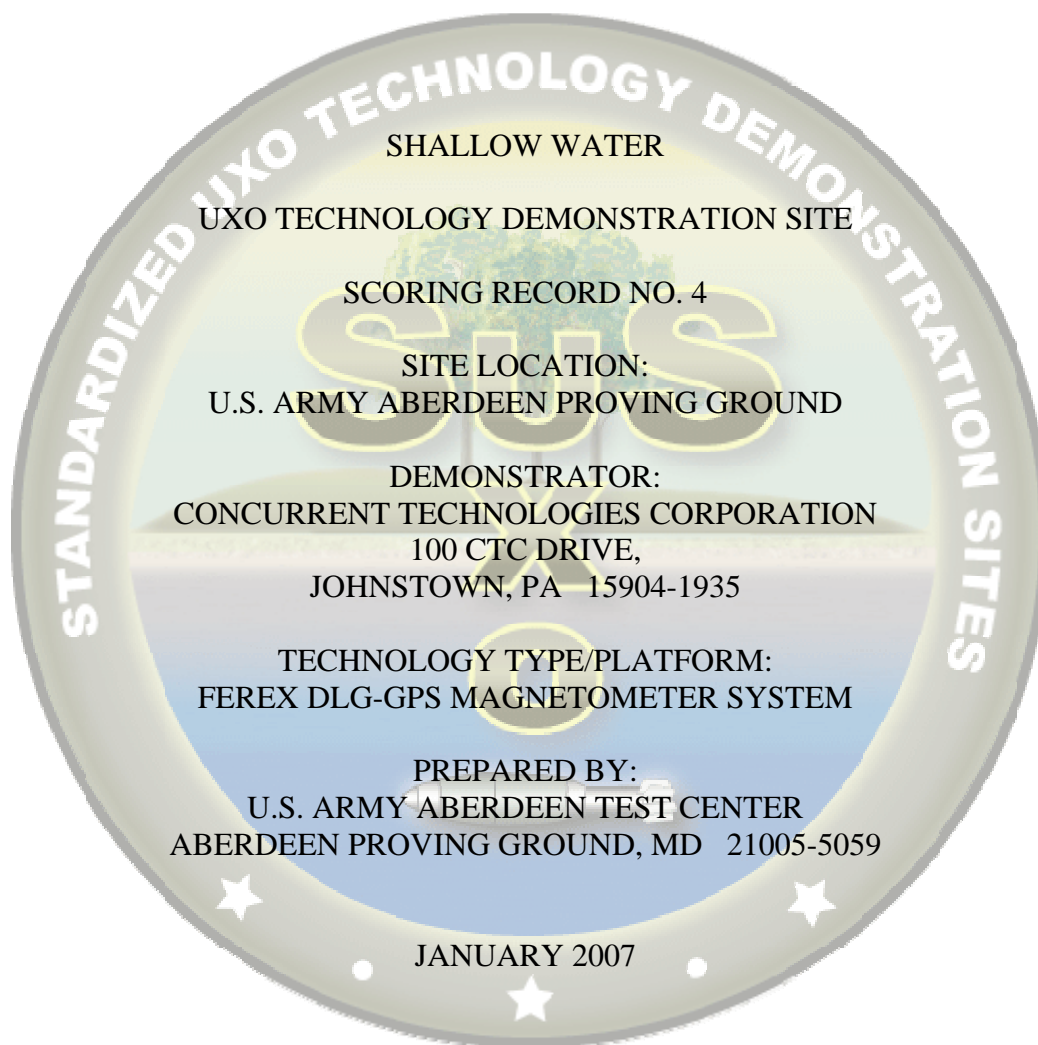 STANDARDIZED UXO TECHNOLOGY DEMONSTRATION SITES
SHALLOW WATER
UXO TECHNOLOGY DEMONSTRATION SITE
SCORING RECORD NO. 4
SITE LOCATION:
U.S. ARMY ABERDEEN PROVING GROUND
DEMONSTRATOR:
CONCURRENT TECHNOLOGIES CORPORATION
100 CTC DRIVE,
JOHNSTOWN, PA 15904-1935
TECHNOLOGY TYPE/PLATFORM:
FEREX DLG-GPS MAGNETOMETER SYSTEM
PREPARED BY:
U.S. ARMY ABERDEEN TEST CENTER
ABERDEEN PROVING GROUND, MD 21005-5059
JANUARY 2007
SUS
X
O